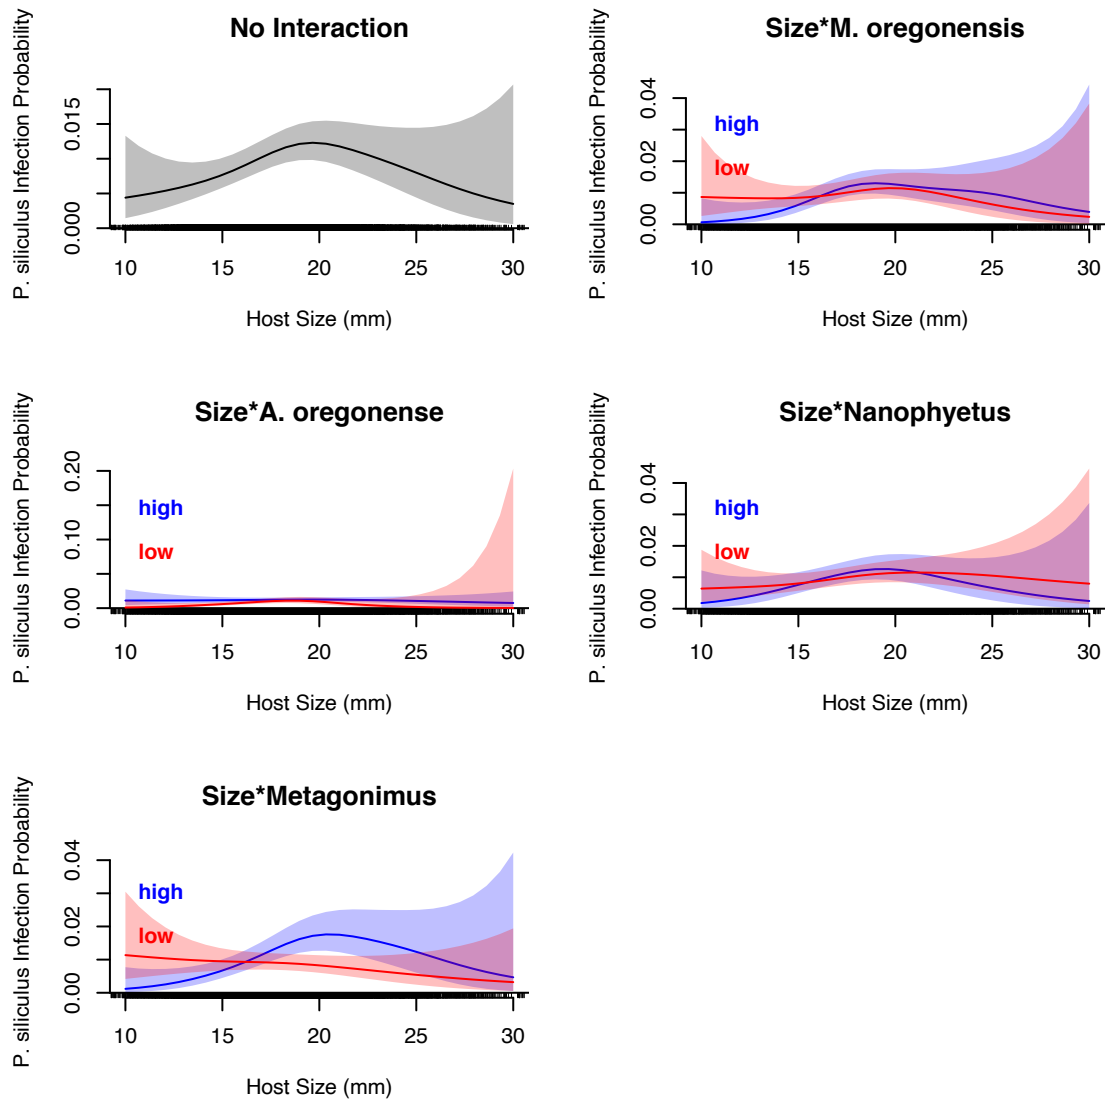 No Interaction
P. siliculus Infection Probability
0.015
0.000
10 15 20 25 30
Host Size (mm)
Size*M. oregonensis
P. siliculus Infection Probability
0.04
0.02
0.00
high
low
10 15 20 25 30
Host Size (mm)
Size*A. oregonense
P. siliculus Infection Probability
0.20
0.10
0.00
high
low
10 15 20 25 30
Host Size (mm)
Size*Nanophyetus
P. siliculus Infection Probability
0.04
0.02
0.00
high
low
10 15 20 25 30
Host Size (mm)
Size*Metagonimus
P. siliculus Infection Probability
0.04
0.02
0.00
high
low
10 15 20 25 30
Host Size (mm)